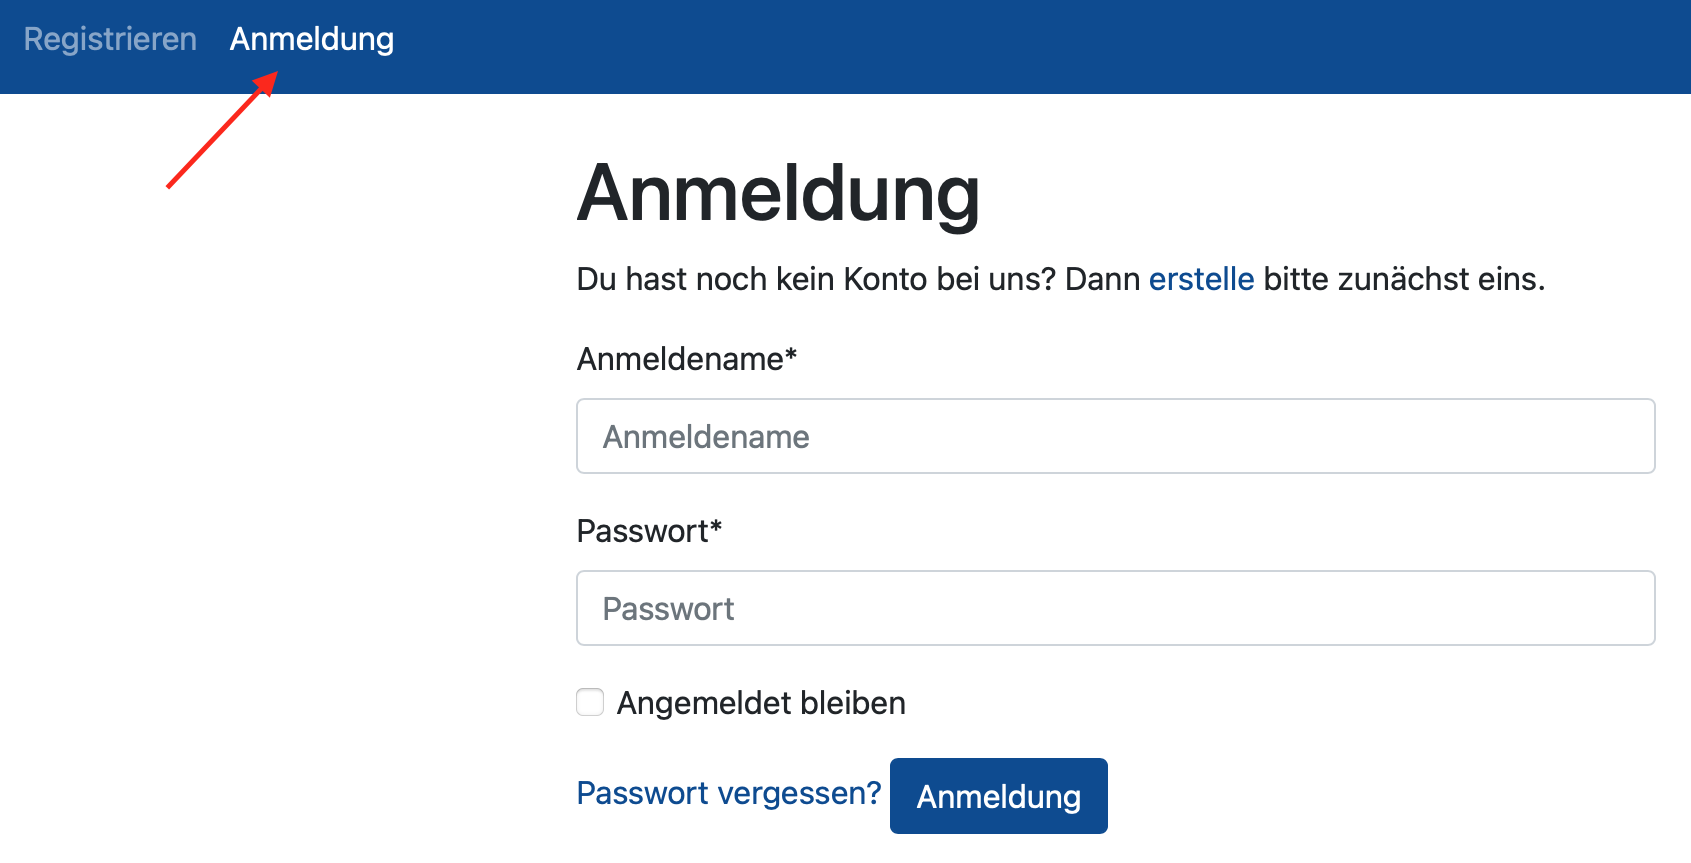 Registrieren Anmeldung
Anmeldung
Du hast noch kein Konto bei uns? Dann erstelle bitte zunächst eins.
Anmeldename*
Anmeldename
Passwort*
Passwort
Angemeldet bleiben
Passwort vergessen? Anmeldung